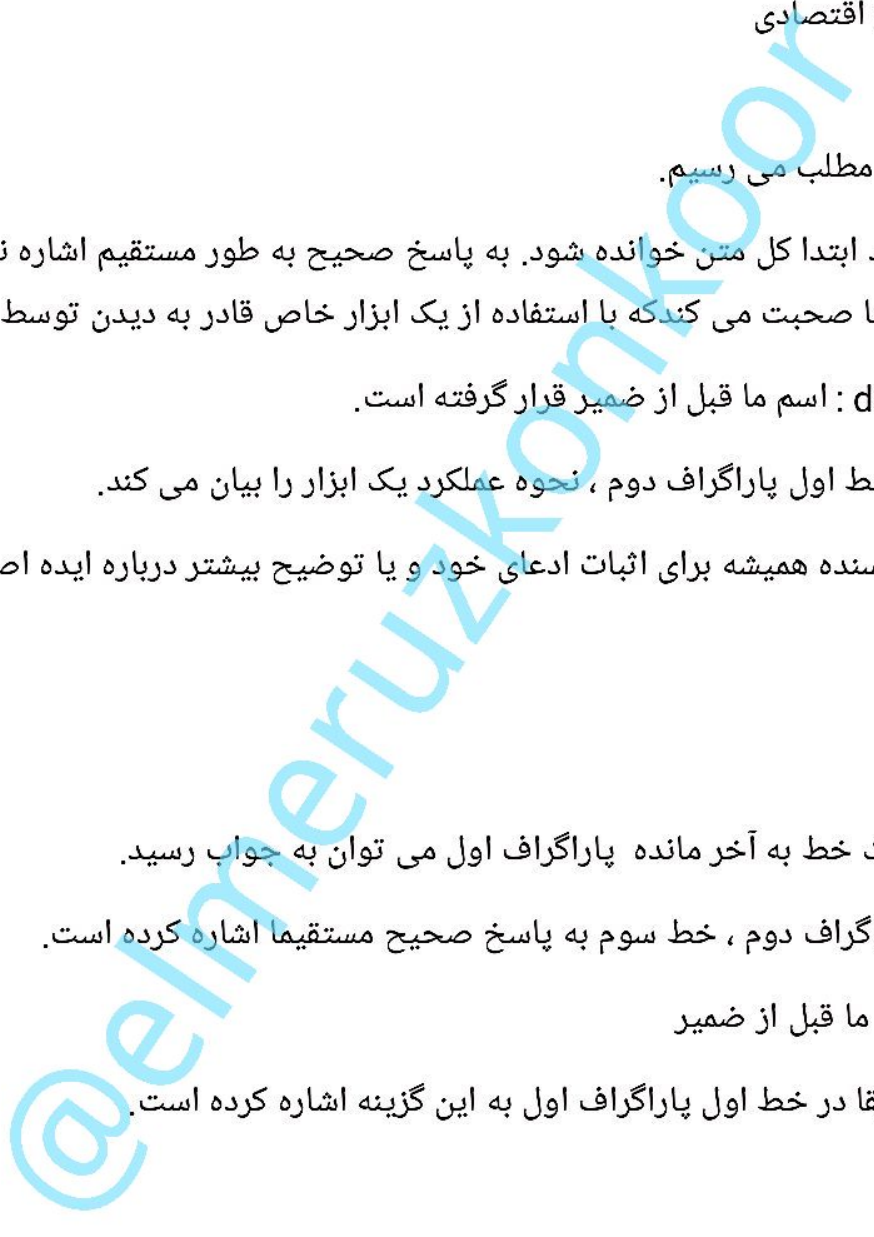 اقتصادی
مطلب می رسیم.
ابتدا کل متن خوانده شود. به پاسخ صحیح به طور مستقیم اشاره
صحبت می کندکه با استفاده از یک ابزار خاص قادر به دیدن توسط
d : اسم ما قبل از ضمیر قرار گرفته است.
خط اول پاراگراف دوم ، نحوه عملکرد یک ابزار را بیان می کند.
همیشه برای اثبات ادعای خود و یا توضیح بیشتر درباره ایده
خط به آخر مانده پاراگراف اول می توان به جواب رسید.
گراف دوم ، خط سوم به پاسخ صحیح مستقیما اشاره کرده است.
ما قبل از ضمیر
در خط اول پاراگراف اول به این گزینه اشاره کرده است.
@elmeruzkonkoor